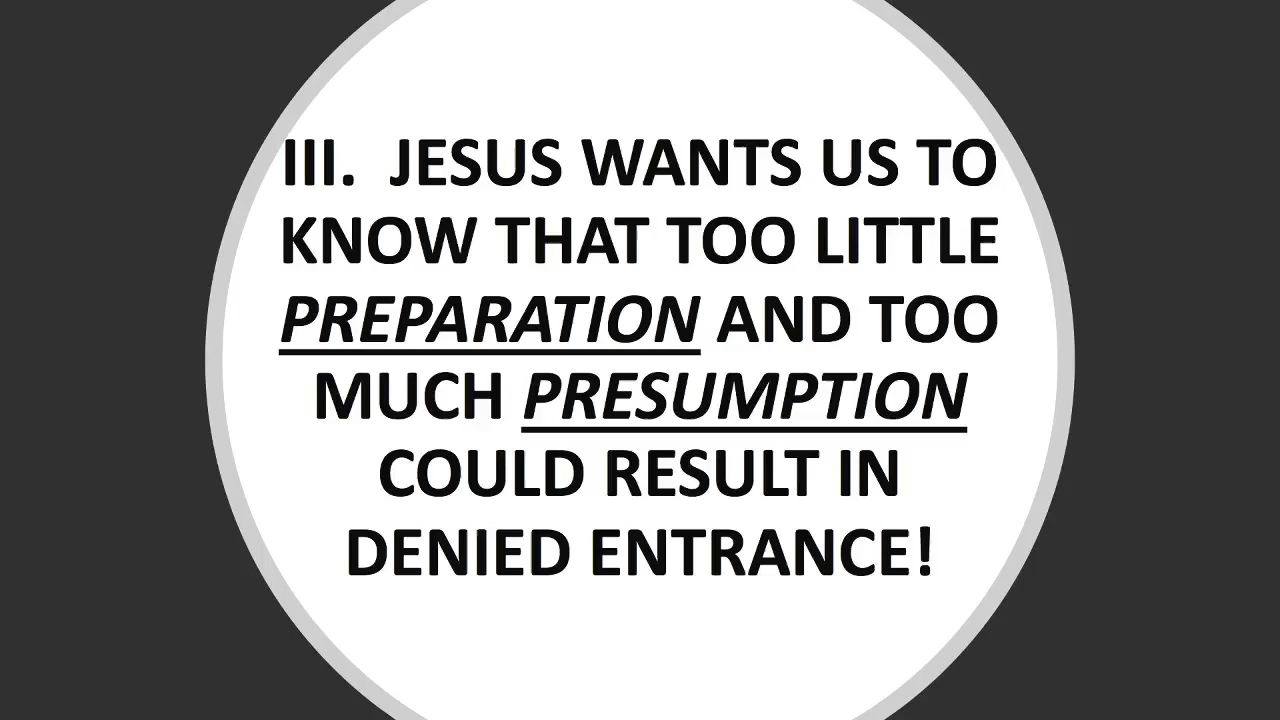 III. JESUS WANTS US TO
KNOW THAT TOO LITTLE
PREPARATION AND TOO
MUCH PRESUMPTION
COULD RESULT IN
DENIED ENTRANCE!